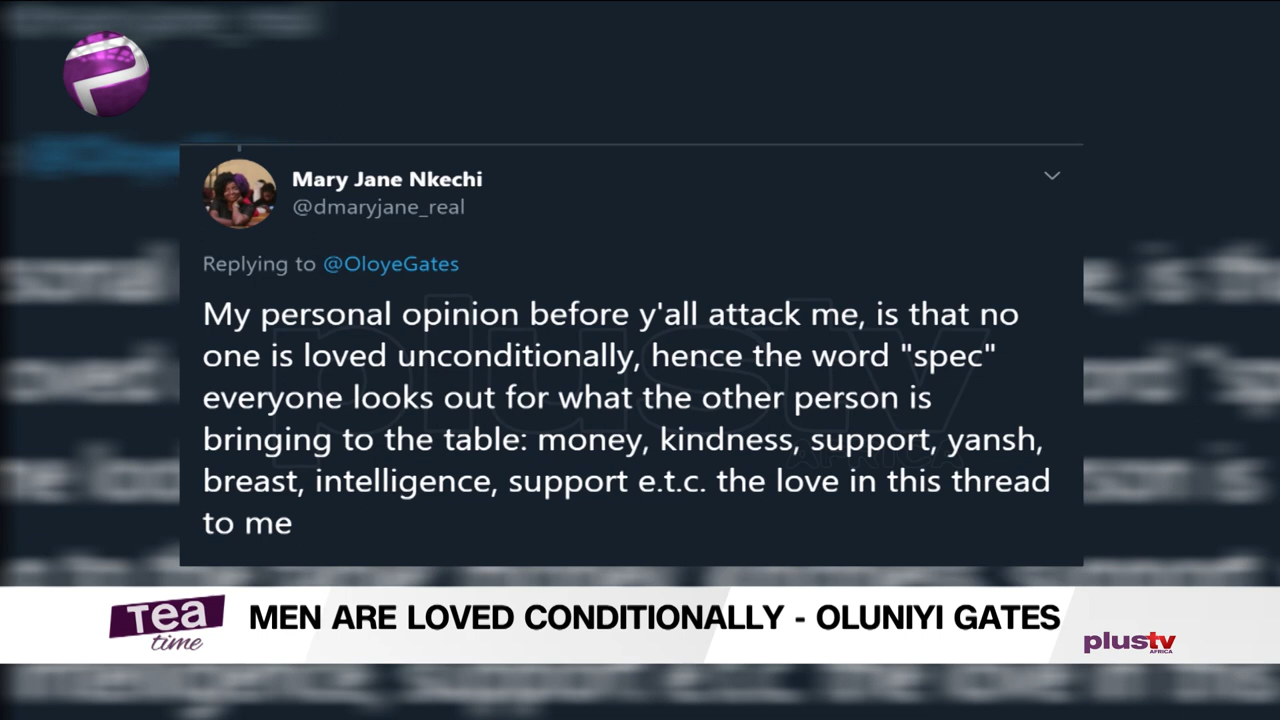 Mary Jane Nkechi
@dmaryjane_real
Replying to @OloyeGates
My personal opinion before y'all attack me, is that no
one is loved unconditionally, hence the word "spec"
everyone looks out for what the other person is
bringing to the table: money, kindness, support, yansh,
breast, intelligence, support e.t.c. the love in this thread
to me
Tea
time
MEN ARE LOVED CONDITIONALLY - OLUNIYI GATES
plustv
AFRICA
plustv
AFRICA